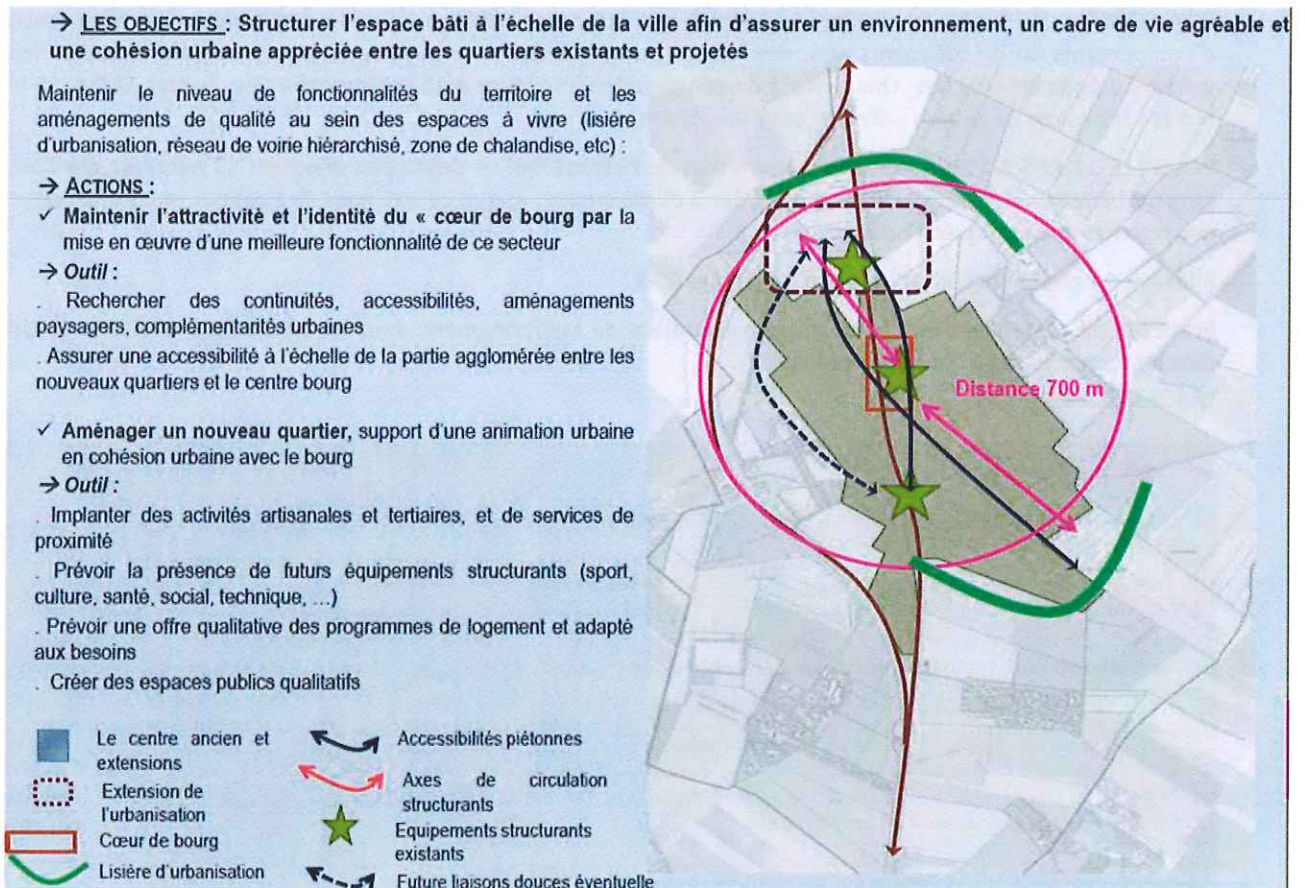 → LES OBJECTIFS : Structurer l'espace bâti à l'échelle de la ville afin d'assurer un environnement, un cadre de vie agréable et
une cohésion urbaine appréciée entre les quartiers existants et projetés
Maintenir le niveau de fonctionnalités du territoire et les
aménagements de qualité au sein des espaces à vivre (lisière
d'urbanisation, réseau de voirie hiérarchisé, zone de chalandise, etc) :
→ ACTIONS :
✓ Maintenir l'attractivité et l'identité du « cœur de bourg par la
mise en œuvre d'une meilleure fonctionnalité de ce secteur
→ Outil :
. Rechercher des continuités, accessibilités, aménagements
paysagers, complémentarités urbaines
. Assurer une accessibilité à l'échelle de la partie agglomérée entre les
nouveaux quartiers et le centre bourg
✓ Aménager un nouveau quartier, support d'une animation urbaine
en cohésion urbaine avec le bourg
→ Outil :
. Implanter des activités artisanales et tertiaires, et de services de
proximité
. Prévoir la présence de futurs équipements structurants (sport,
culture, santé, social, technique, ...)
. Prévoir une offre qualitative des programmes de logement et adapté
aux besoins
. Créer des espaces publics qualitatifs
Distance 700 m
Le centre ancien et
extensions
Extension de
l'urbanisation
Cœur de bourg
Lisière d'urbanisation
Accessibilités piétonnes
Axes de circulation
structurants
Equipements structurants
existants
Future liaisons douces éventuelle